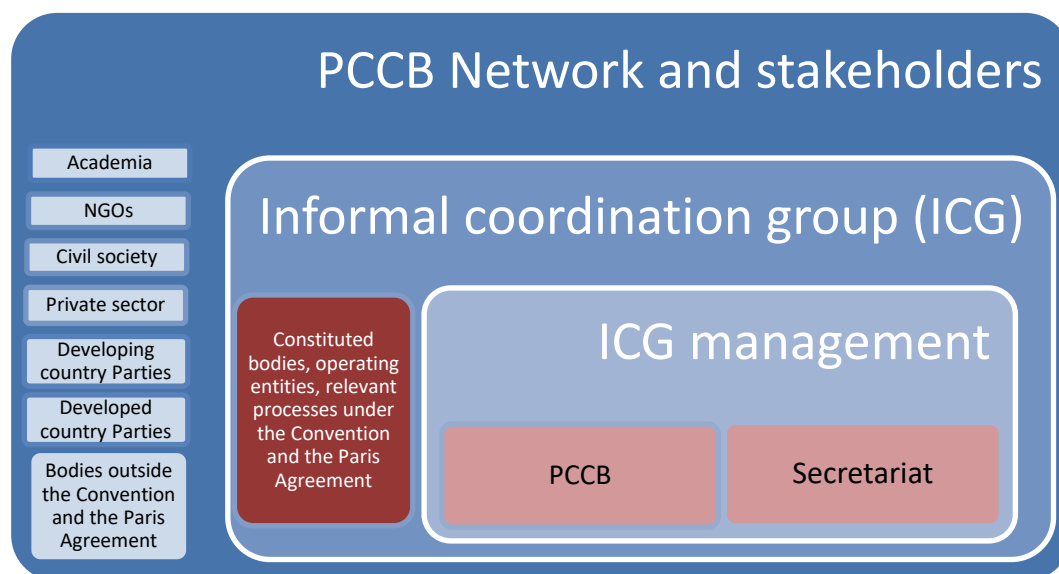 PCCB Network and stakeholders
Academia
NGOs
Civil society
Private sector
Developing
country Parties
Developed
country Parties
Bodies outside
the Convention
and the Paris
Agreement
Informal coordination group (ICG)
Constituted
bodies, operating
entities, relevant
processes under
the Convention
and the Paris
Agreement
ICG management
PCCB
Secretariat